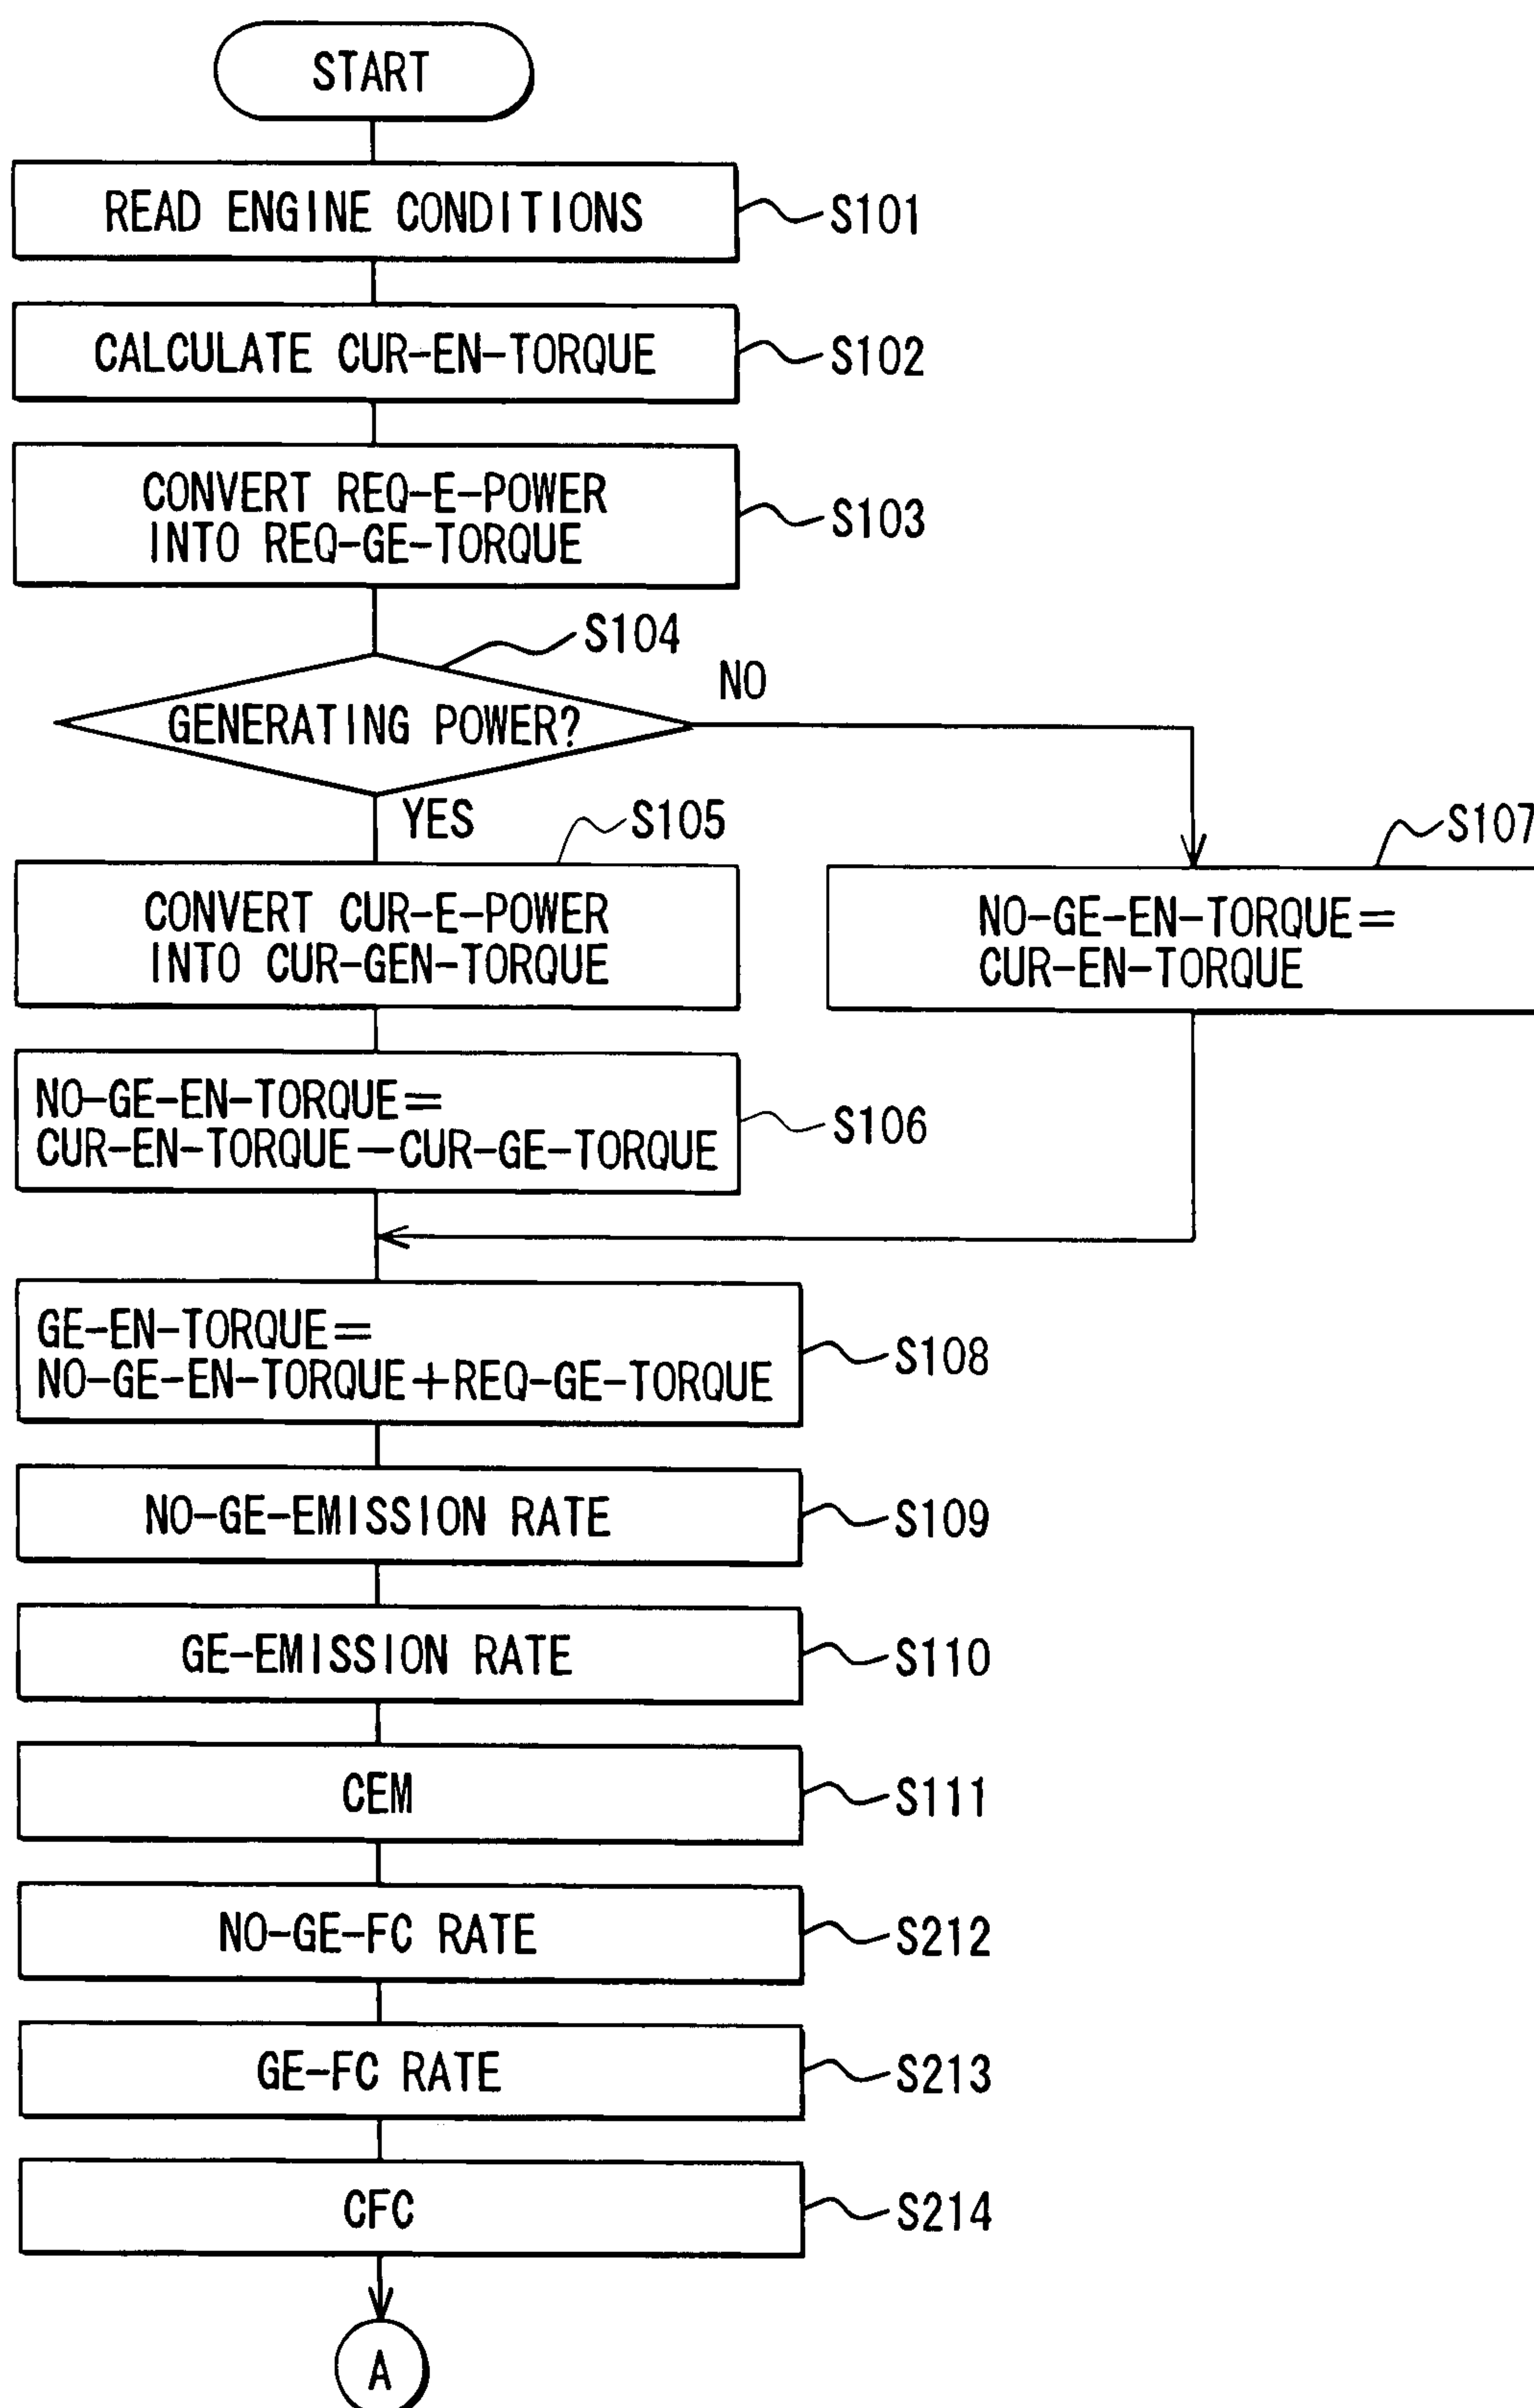 START
READ ENGINE CONDITIONS
S101
CALCULATE CUR-EN-TORQUE
S102
CONVERT REQ-E-POWER
INTO REQ-GE-TORQUE
S103
S104
GENERATING POWER?
NO
YES
S105
CONVERT CUR-E-POWER
INTO CUR-GEN-TORQUE
S107
NO-GE-EN-TORQUE=
CUR-EN-TORQUE
NO-GE-EN-TORQUE=
CUR-EN-TORQUE-CUR-GE-TORQUE
S106
GE-EN-TORQUE=
NO-GE-EN-TORQUE+REQ-GE-TORQUE
S108
NO-GE-EMISSION RATE
S109
GE-EMISSION RATE
S110
CEM
S111
NO-GE-FC RATE
S212
GE-FC RATE
S213
CFC
S214
A